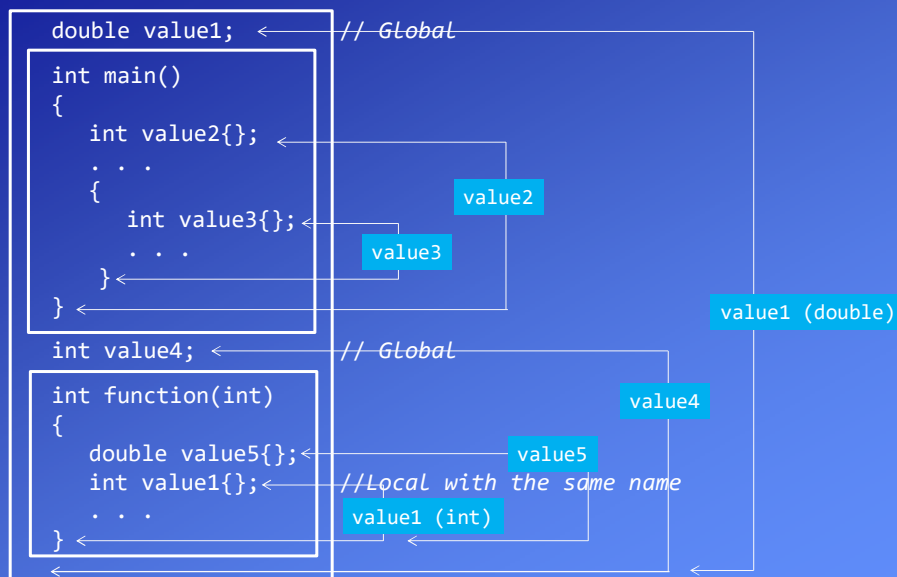 double value1; // Global
int main()
{
int value2{};
. . .
{
value2
int value3{};
. . .
value3
}
}
value1 (double)
int value4; // Global
int function(int)
{
value4
double value5{};
value5
int value1{}; //Local with the same name
. . .
value1 (int)
}